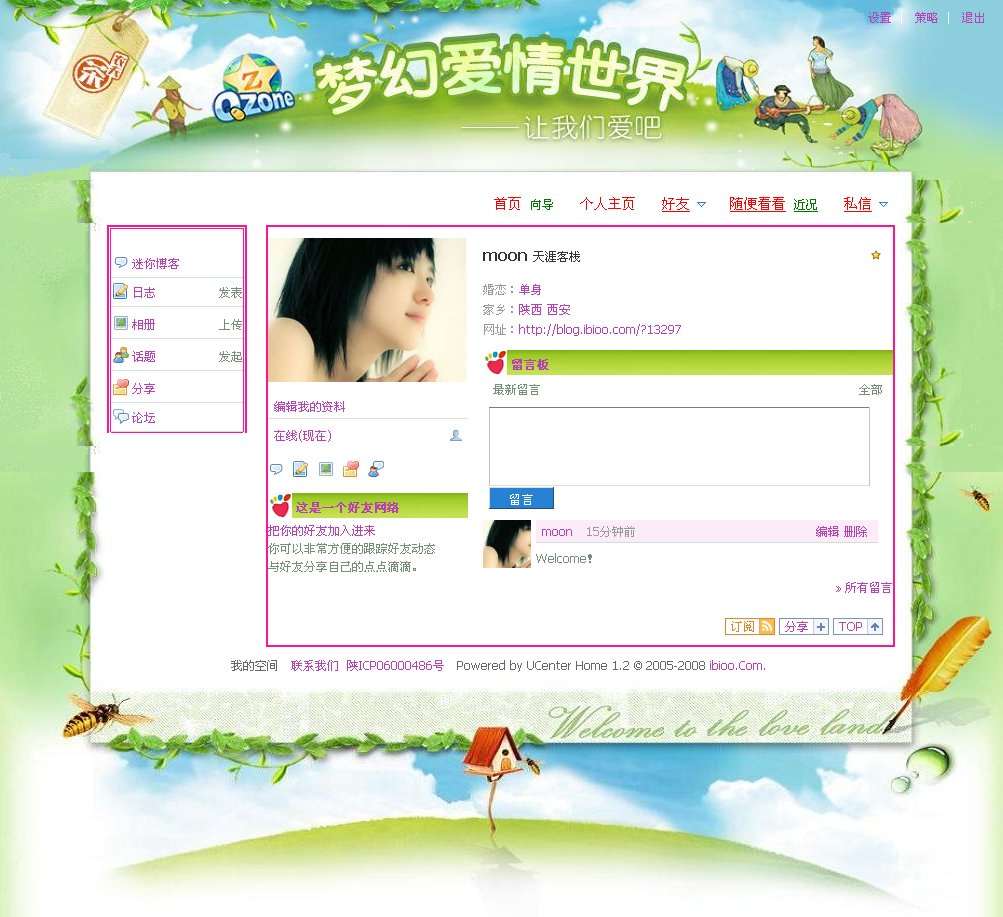 设置 | 策略 | 退出
Qzone
梦幻爱情世界
——让我们爱吧
首页 向导 个人主页 好友 随便看看 近况 私信
迷你博客
日志 发表
相册 上传
话题 发起
分享
论坛
moon 天涯客栈
婚恋：单身
家乡：陕西 西安
网址：http://blog.ibioo.com/?13297
留言板
最新留言 全部
留言
moon 15分钟前 编辑 删除
Welcome!
» 所有留言
编辑我的资料
在线(现在)
这是一个好友网络
把你的好友加入进来
你可以非常方便的跟踪好友动态
与好友分享自己的点点滴滴。
订阅 分享 TOP
我的空间 联系我们 陕ICP06000486号 Powered by UCenter Home 1.2 © 2005-2008 ibioo.Com.
Welcome to the love land